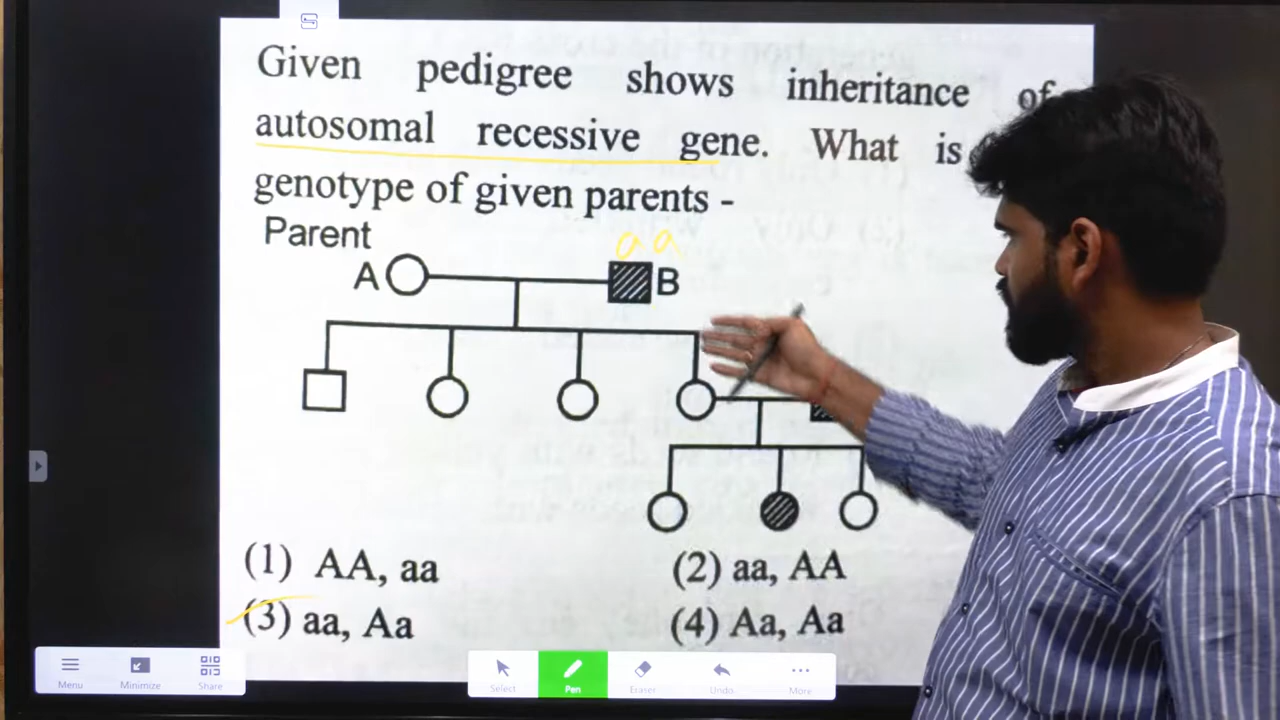 Given pedigree shows inheritance of
autosomal recessive gene. What is
genotype of given parents -
Parent
aa
A B
(1) AA, aa (2) aa, AA
(3) aa, Aa (4) Aa, Aa
Menu Minimize Share Select Pen Eraser Undo More